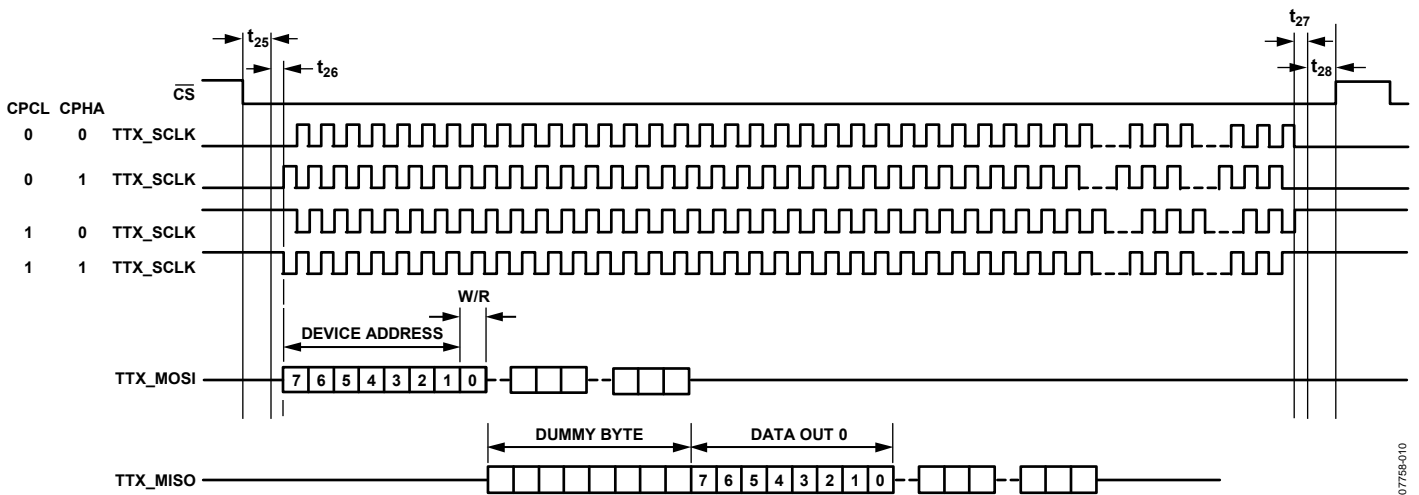 t27
t25
t26
t28
CS
CPCL CPHA
0 0 TTX_SCLK
0 1 TTX_SCLK
1 0 TTX_SCLK
1 1 TTX_SCLK
W/R
DEVICE ADDRESS
TTX_MOSI 7 6 5 4 3 2 1 0
DUMMY BYTE DATA OUT 0
TTX_MISO 7 6 5 4 3 2 1 0
07758-010